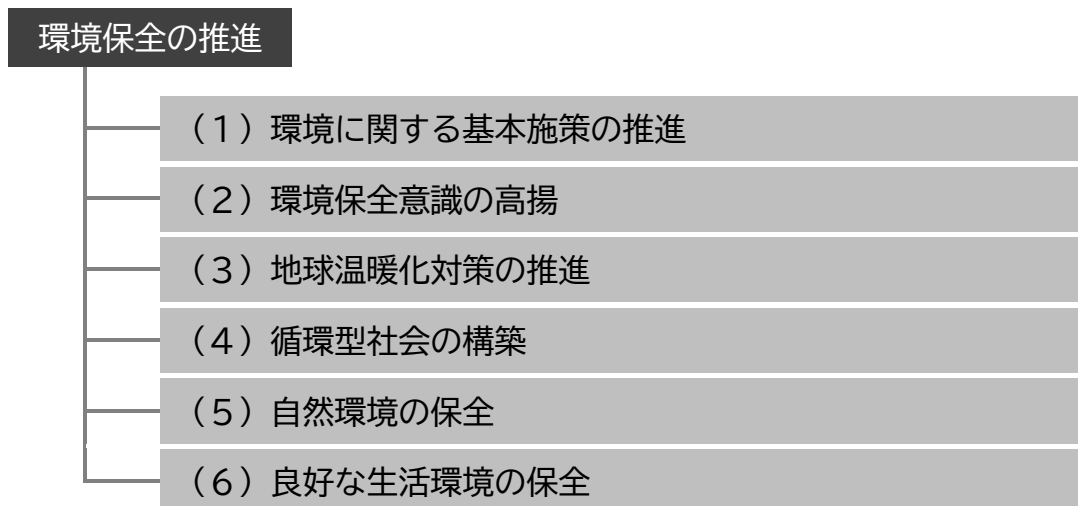 環境保全の推進
（１）環境に関する基本施策の推進
（２）環境保全意識の高揚
（３）地球温暖化対策の推進
（４）循環型社会の構築
（５）自然環境の保全
（６）良好な生活環境の保全